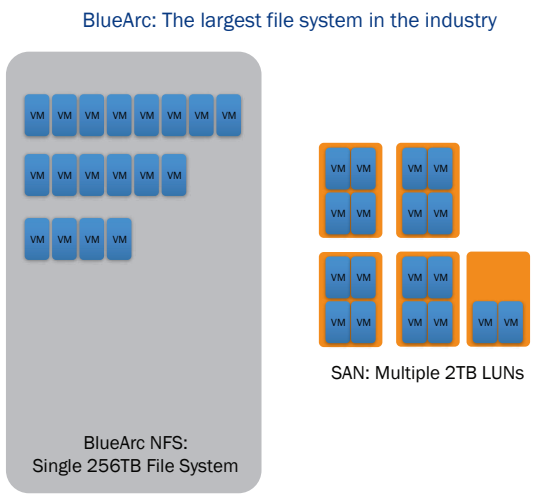 BlueArc: The largest file system in the industry
VM VM VM VM VM VM VM VM
VM VM VM VM VM VM
VM VM VM VM
BlueArc NFS:
Single 256TB File System
VM VM VM VM
VM VM VM VM
VM VM VM VM
VM VM VM VM VM VM
SAN: Multiple 2TB LUNs